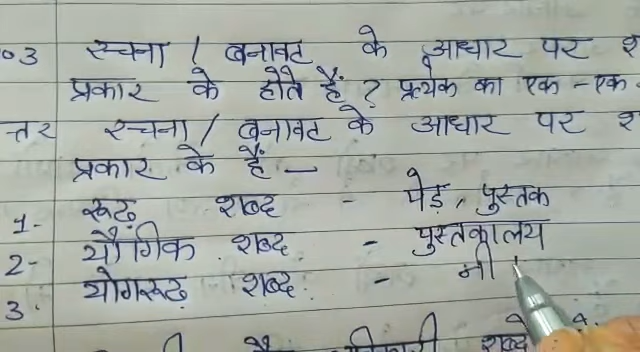 ०3 रचना / बनावट के आधार पर श
प्रकार के होते हैं ? प्रत्येक का एक - एक
त्तर रचना / बनावट के आधार पर श
प्रकार के हैं —
1- रूढ़ शब्द - पेड़, पुस्तक
2- यौगिक शब्द - पुस्तकालय
3. योगरूढ़ शब्द - नी